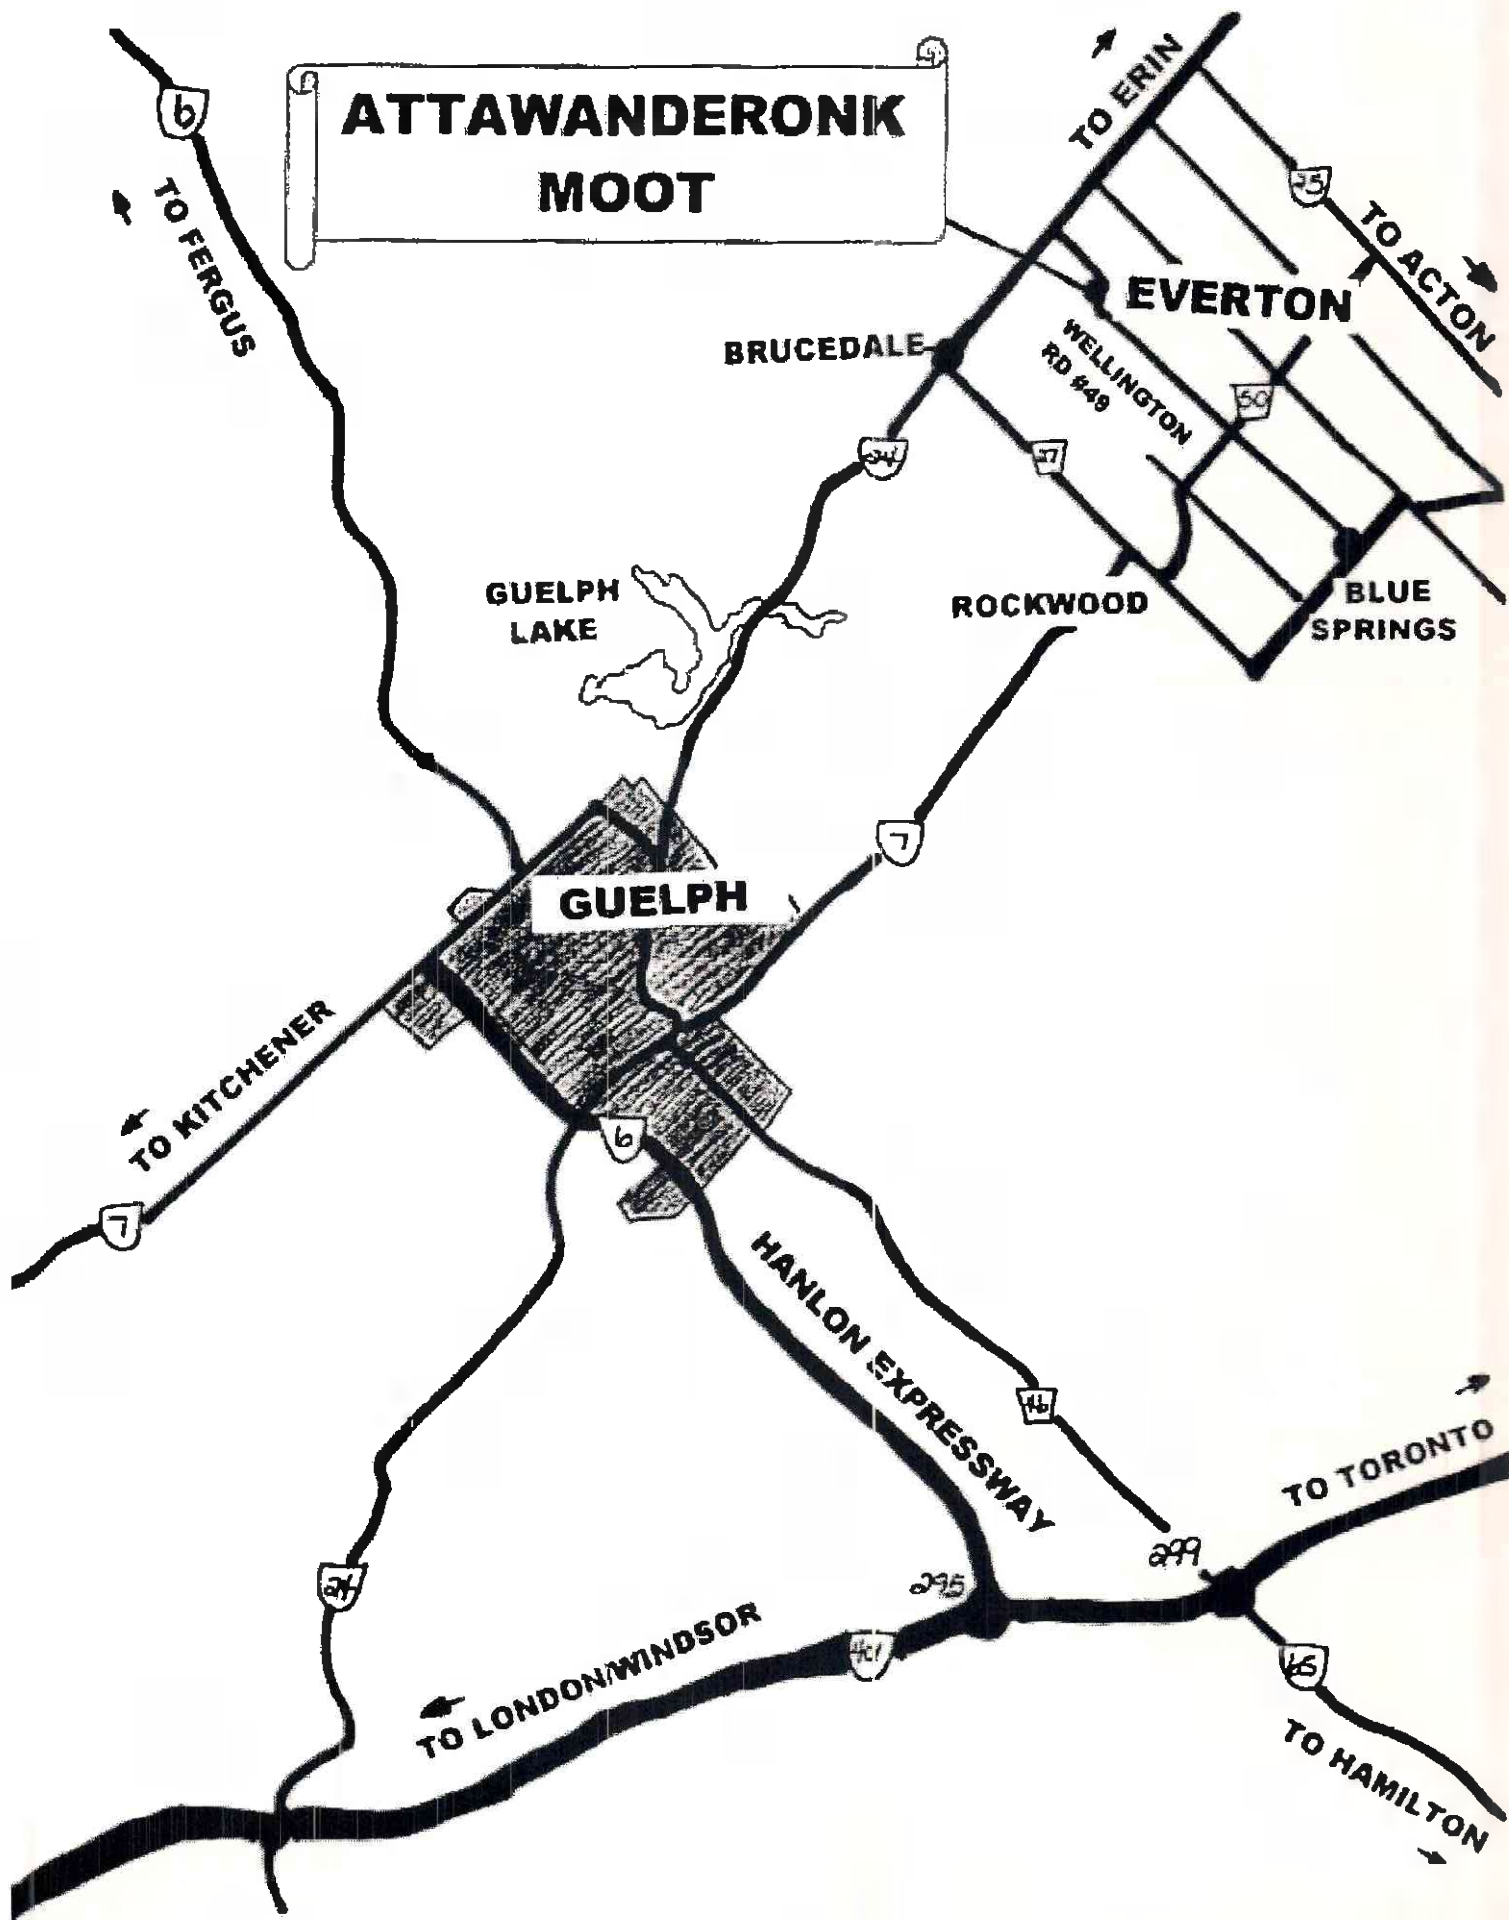 6
ATTAWANDERONK
MOOT
TO ERIN
TO FERGUS
25
TO ACTON
EVERTON
BRUCEDALE
WELLINGTON
RD #49
50
24
27
GUELPH
LAKE
ROCKWOOD
BLUE
SPRINGS
7
GUELPH
TO KITCHENER
6
7
HANLON EXPRESSWAY
46
TO TORONTO
299
295
24
TO LONDON/WINDSOR
401
TO HAMILTON